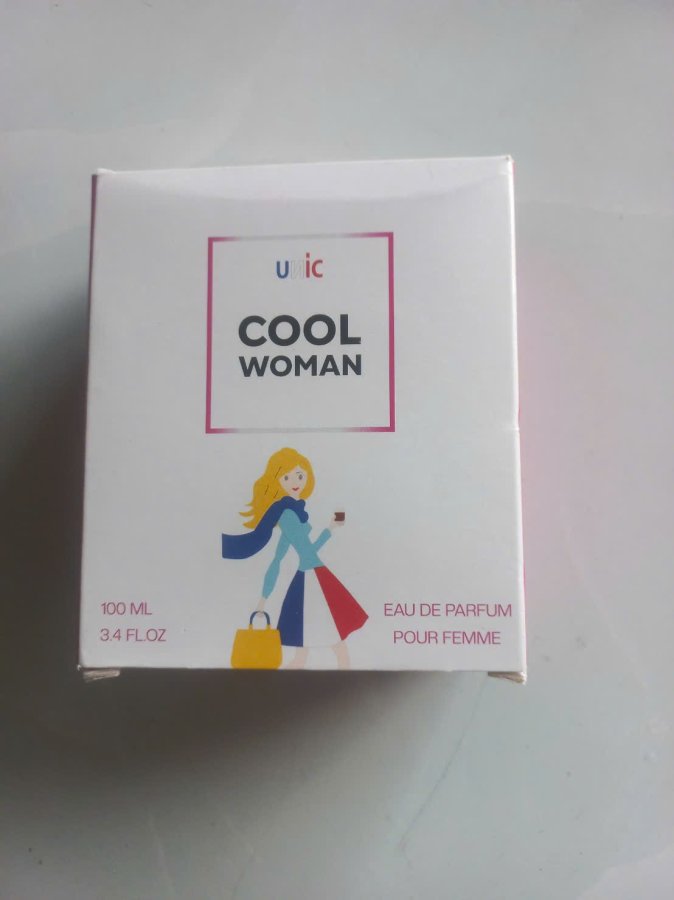 UNIC
COOL
WOMAN
100 ML
3.4 FL.OZ
EAU DE PARFUM
POUR FEMME